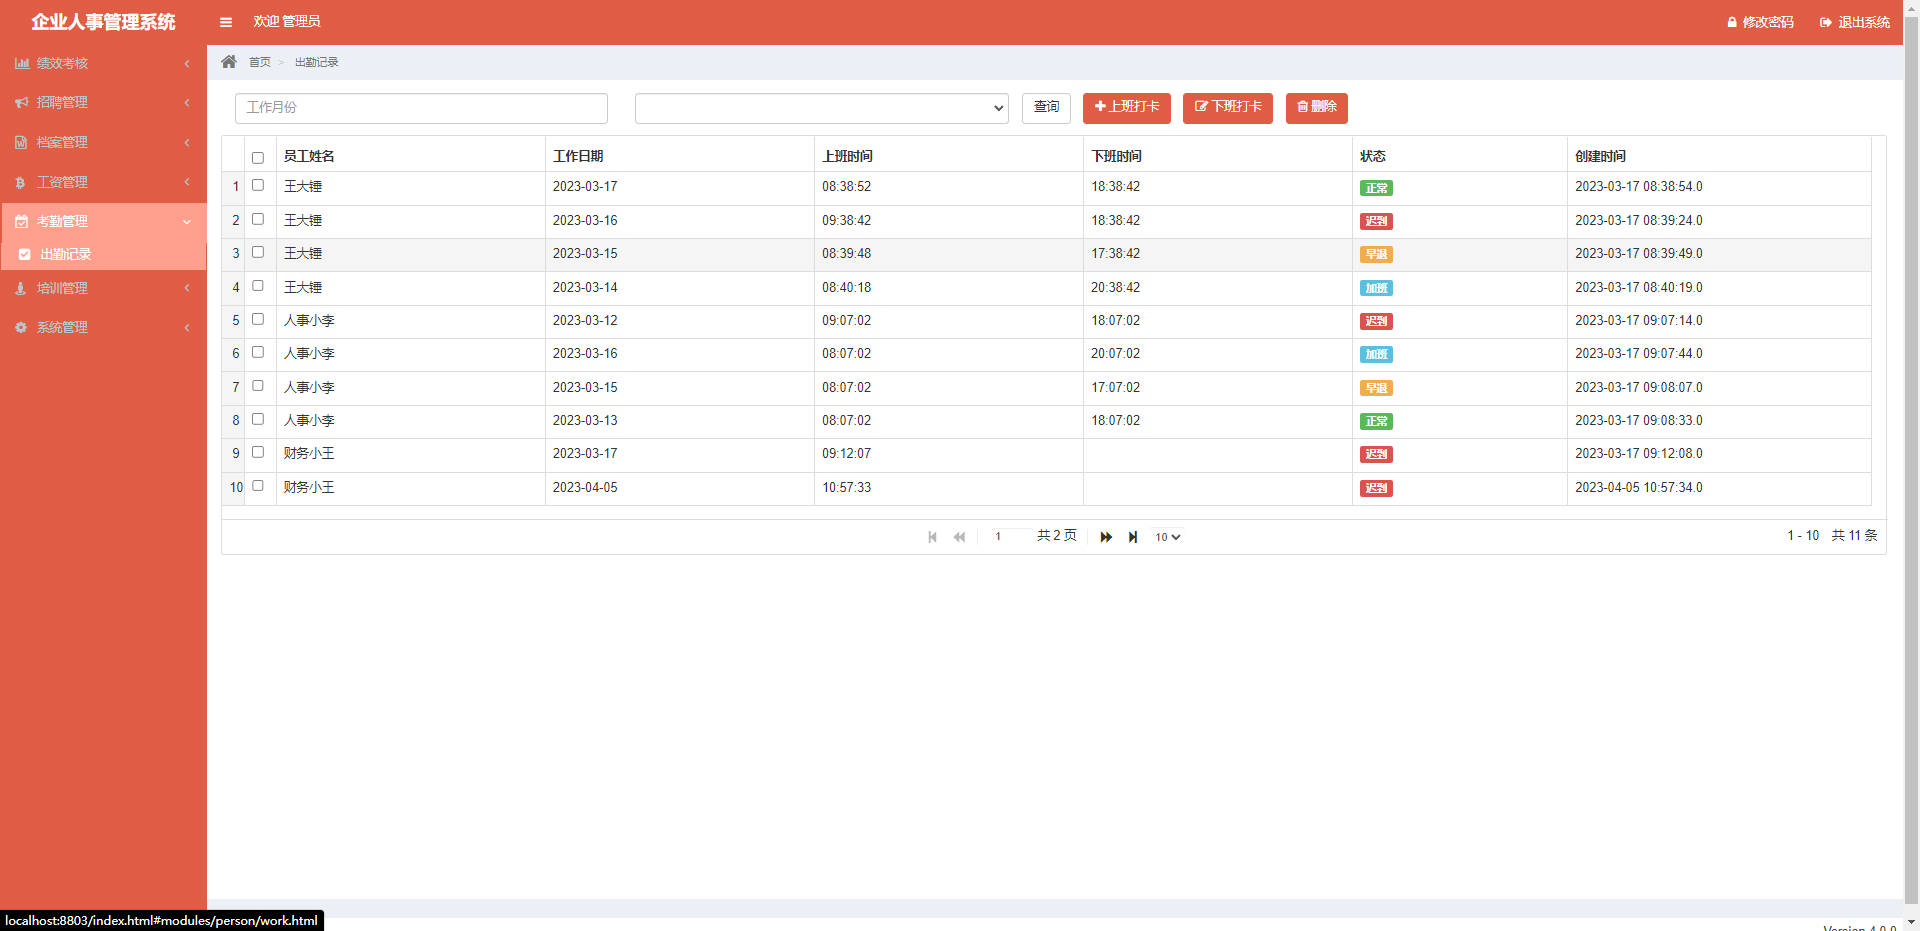 企业人事管理系统
欢迎 管理员
修改密码
退出系统
绩效考核
招聘管理
档案管理
工资管理
考勤管理
出勤记录
培训管理
系统管理
首页 > 出勤记录
工作月份
查询
上班打卡
下班打卡
删除
员工姓名 工作日期 上班时间 下班时间 状态 创建时间
1 王大锤 2023-03-17 08:38:52 18:38:42 正常 2023-03-17 08:38:54.0
2 王大锤 2023-03-16 09:38:42 18:38:42 迟到 2023-03-17 08:39:24.0
3 王大锤 2023-03-15 08:39:48 17:38:42 早退 2023-03-17 08:39:49.0
4 王大锤 2023-03-14 08:40:18 20:38:42 加班 2023-03-17 08:40:19.0
5 人事小李 2023-03-12 09:07:02 18:07:02 迟到 2023-03-17 09:07:14.0
6 人事小李 2023-03-16 08:07:02 20:07:02 加班 2023-03-17 09:07:44.0
7 人事小李 2023-03-15 08:07:02 17:07:02 早退 2023-03-17 09:08:07.0
8 人事小李 2023-03-13 08:07:02 18:07:02 正常 2023-03-17 09:08:33.0
9 财务小王 2023-03-17 09:12:07 迟到 2023-03-17 09:12:08.0
10 财务小王 2023-04-05 10:57:33 迟到 2023-04-05 10:57:34.0
1 共 2 页 10
1 - 10 共 11 条
localhost:8803/index.html#modules/person/work.html
Version 4.0.0